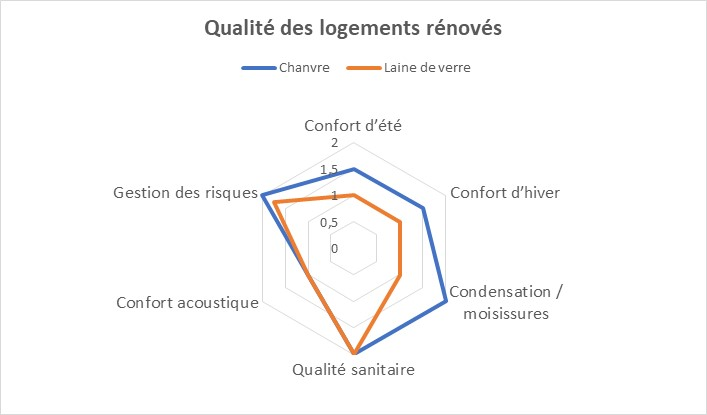 Qualité des logements rénovés
Chanvre
Laine de verre
Confort d’été
2
1,5
1
0,5
0
Confort d’hiver
Condensation /
moisissures
Qualité sanitaire
Confort acoustique
Gestion des risques